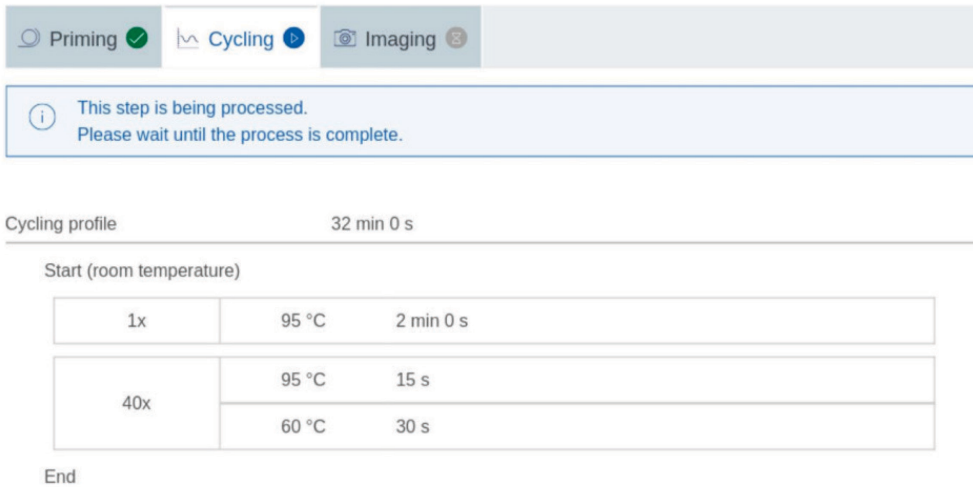 Priming Cycling Imaging
This step is being processed.
Please wait until the process is complete.
Cycling profile 32 min 0 s
Start (room temperature)
1x 95 °C 2 min 0 s
40x 95 °C 15 s
60 °C 30 s
End